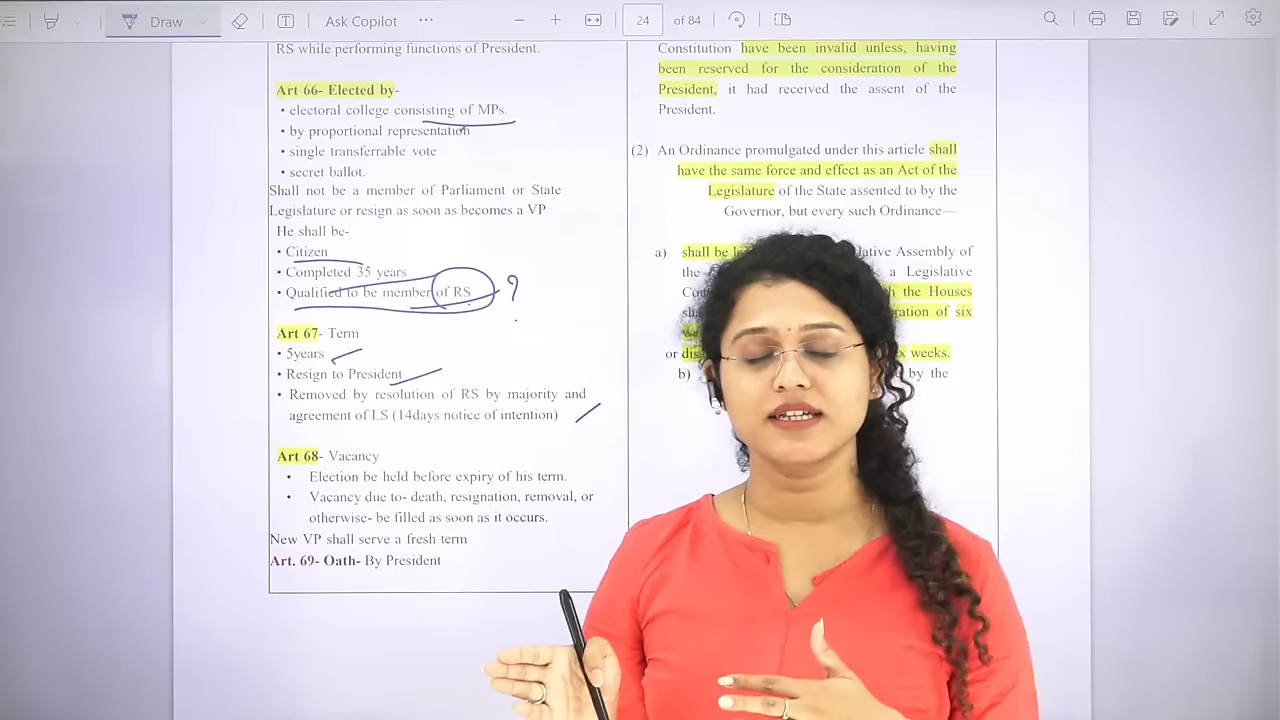 Draw
Ask Copilot
24 of 84
RS while performing functions of President.
Art 66- Elected by-
• electoral college consisting of MPs.
• by proportional representation
• single transferrable vote
• secret ballot.
Shall not be a member of Parliament or State
Legislature or resign as soon as becomes a VP
He shall be-
• Citizen
• Completed 35 years
• Qualified to be member of RS ?
Art 67- Term
• 5years
• Resign to President
• Removed by resolution of RS by majority and
agreement of LS (14days notice of intention)
Art 68- Vacancy
• Election be held before expiry of his term.
• Vacancy due to- death, resignation, removal, or
otherwise- be filled as soon as it occurs.
New VP shall serve a fresh term
Art. 69- Oath- By President
Constitution have been invalid unless, having
been reserved for the consideration of the
President, it had received the assent of the
President.
(2) An Ordinance promulgated under this article shall
have the same force and effect as an Act of the
Legislature of the State assented to by the
Governor, but every such Ordinance—
a) shall be Assembly of
the a Legislative
the Houses
of six
or weeks.
b) by the